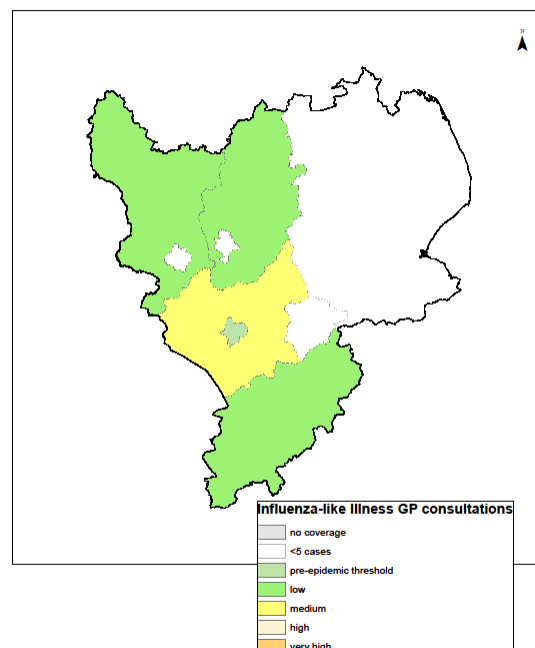 Influenza-like Illness GP consultations
no coverage
<5 cases
pre-epidemic threshold
low
medium
high
very high